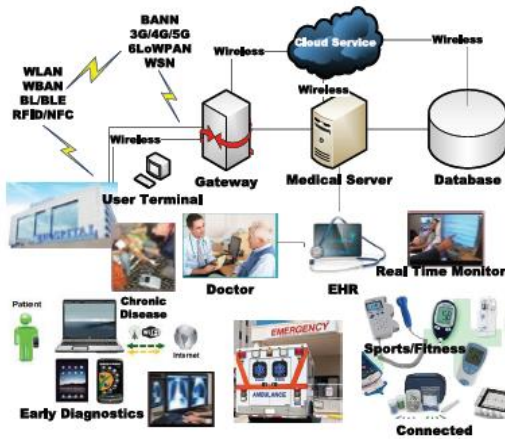 BANN
3G/4G/5G
6LoWPAN
WSN
Cloud Service
Wireless
Wireless
Wireless
WLAN
WBAN
BL/BLE
RFID/NFC
Wireless
User Terminal
Gateway
Medical Server
Database
HOSPITAL
Doctor
EHR
Real Time Monitor
Chronic
Disease
Patient
WiFi
Internet
EMERGENCY
AMBULANCE
Sports/Fitness
Early Diagnostics
Connected